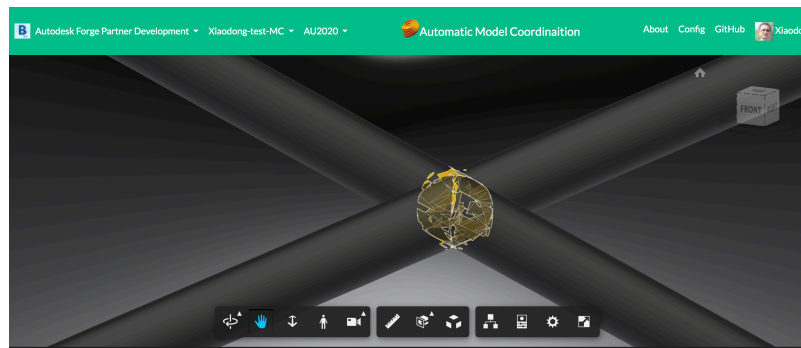 B Autodesk Forge Partner Development Xiaodong-test-MC AU2020 Automatic Model Coordinaition About Config GitHub Xiaodo
FRONT